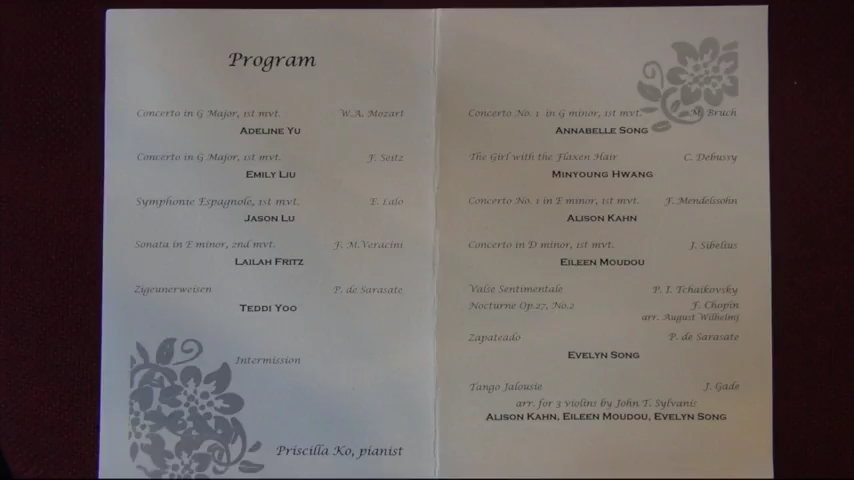 Program
Concerto in G Major, 1st mvt. W.A. Mozart
ADELINE YU
Concerto in G Major, 1st mvt. F. Seitz
EMILY LIU
Symphonie Espagnole, 1st mvt. E. Lalo
JASON LU
Sonata in E minor, 2nd mvt. F. M.Veracini
LAILAH FRITZ
Zigeunerweisen P. de Sarasate
TEDDI YOO
Intermission
Priscilla Ko, pianist
Concerto No. 1 in G minor, 1st mvt. M. Bruch
ANNABELLE SONG
The Girl with the Flaxen Hair C. Debussy
MINYOUNG HWANG
Concerto No. 1 in E minor, 1st mvt. F. Mendelssohn
ALISON KAHN
Concerto in D minor, 1st mvt. J. Sibelius
EILEEN MOUDOU
Valse Sentimentale P. I. Tchaikovsky
Nocturne Op.27, No.2 F. Chopin
arr. August Wilhelmj
Zapateado P. de Sarasate
EVELYN SONG
Tango Jalousie J. Gade
arr. for 3 violins by John T. Sylvanis
ALISON KAHN, EILEEN MOUDOU, EVELYN SONG